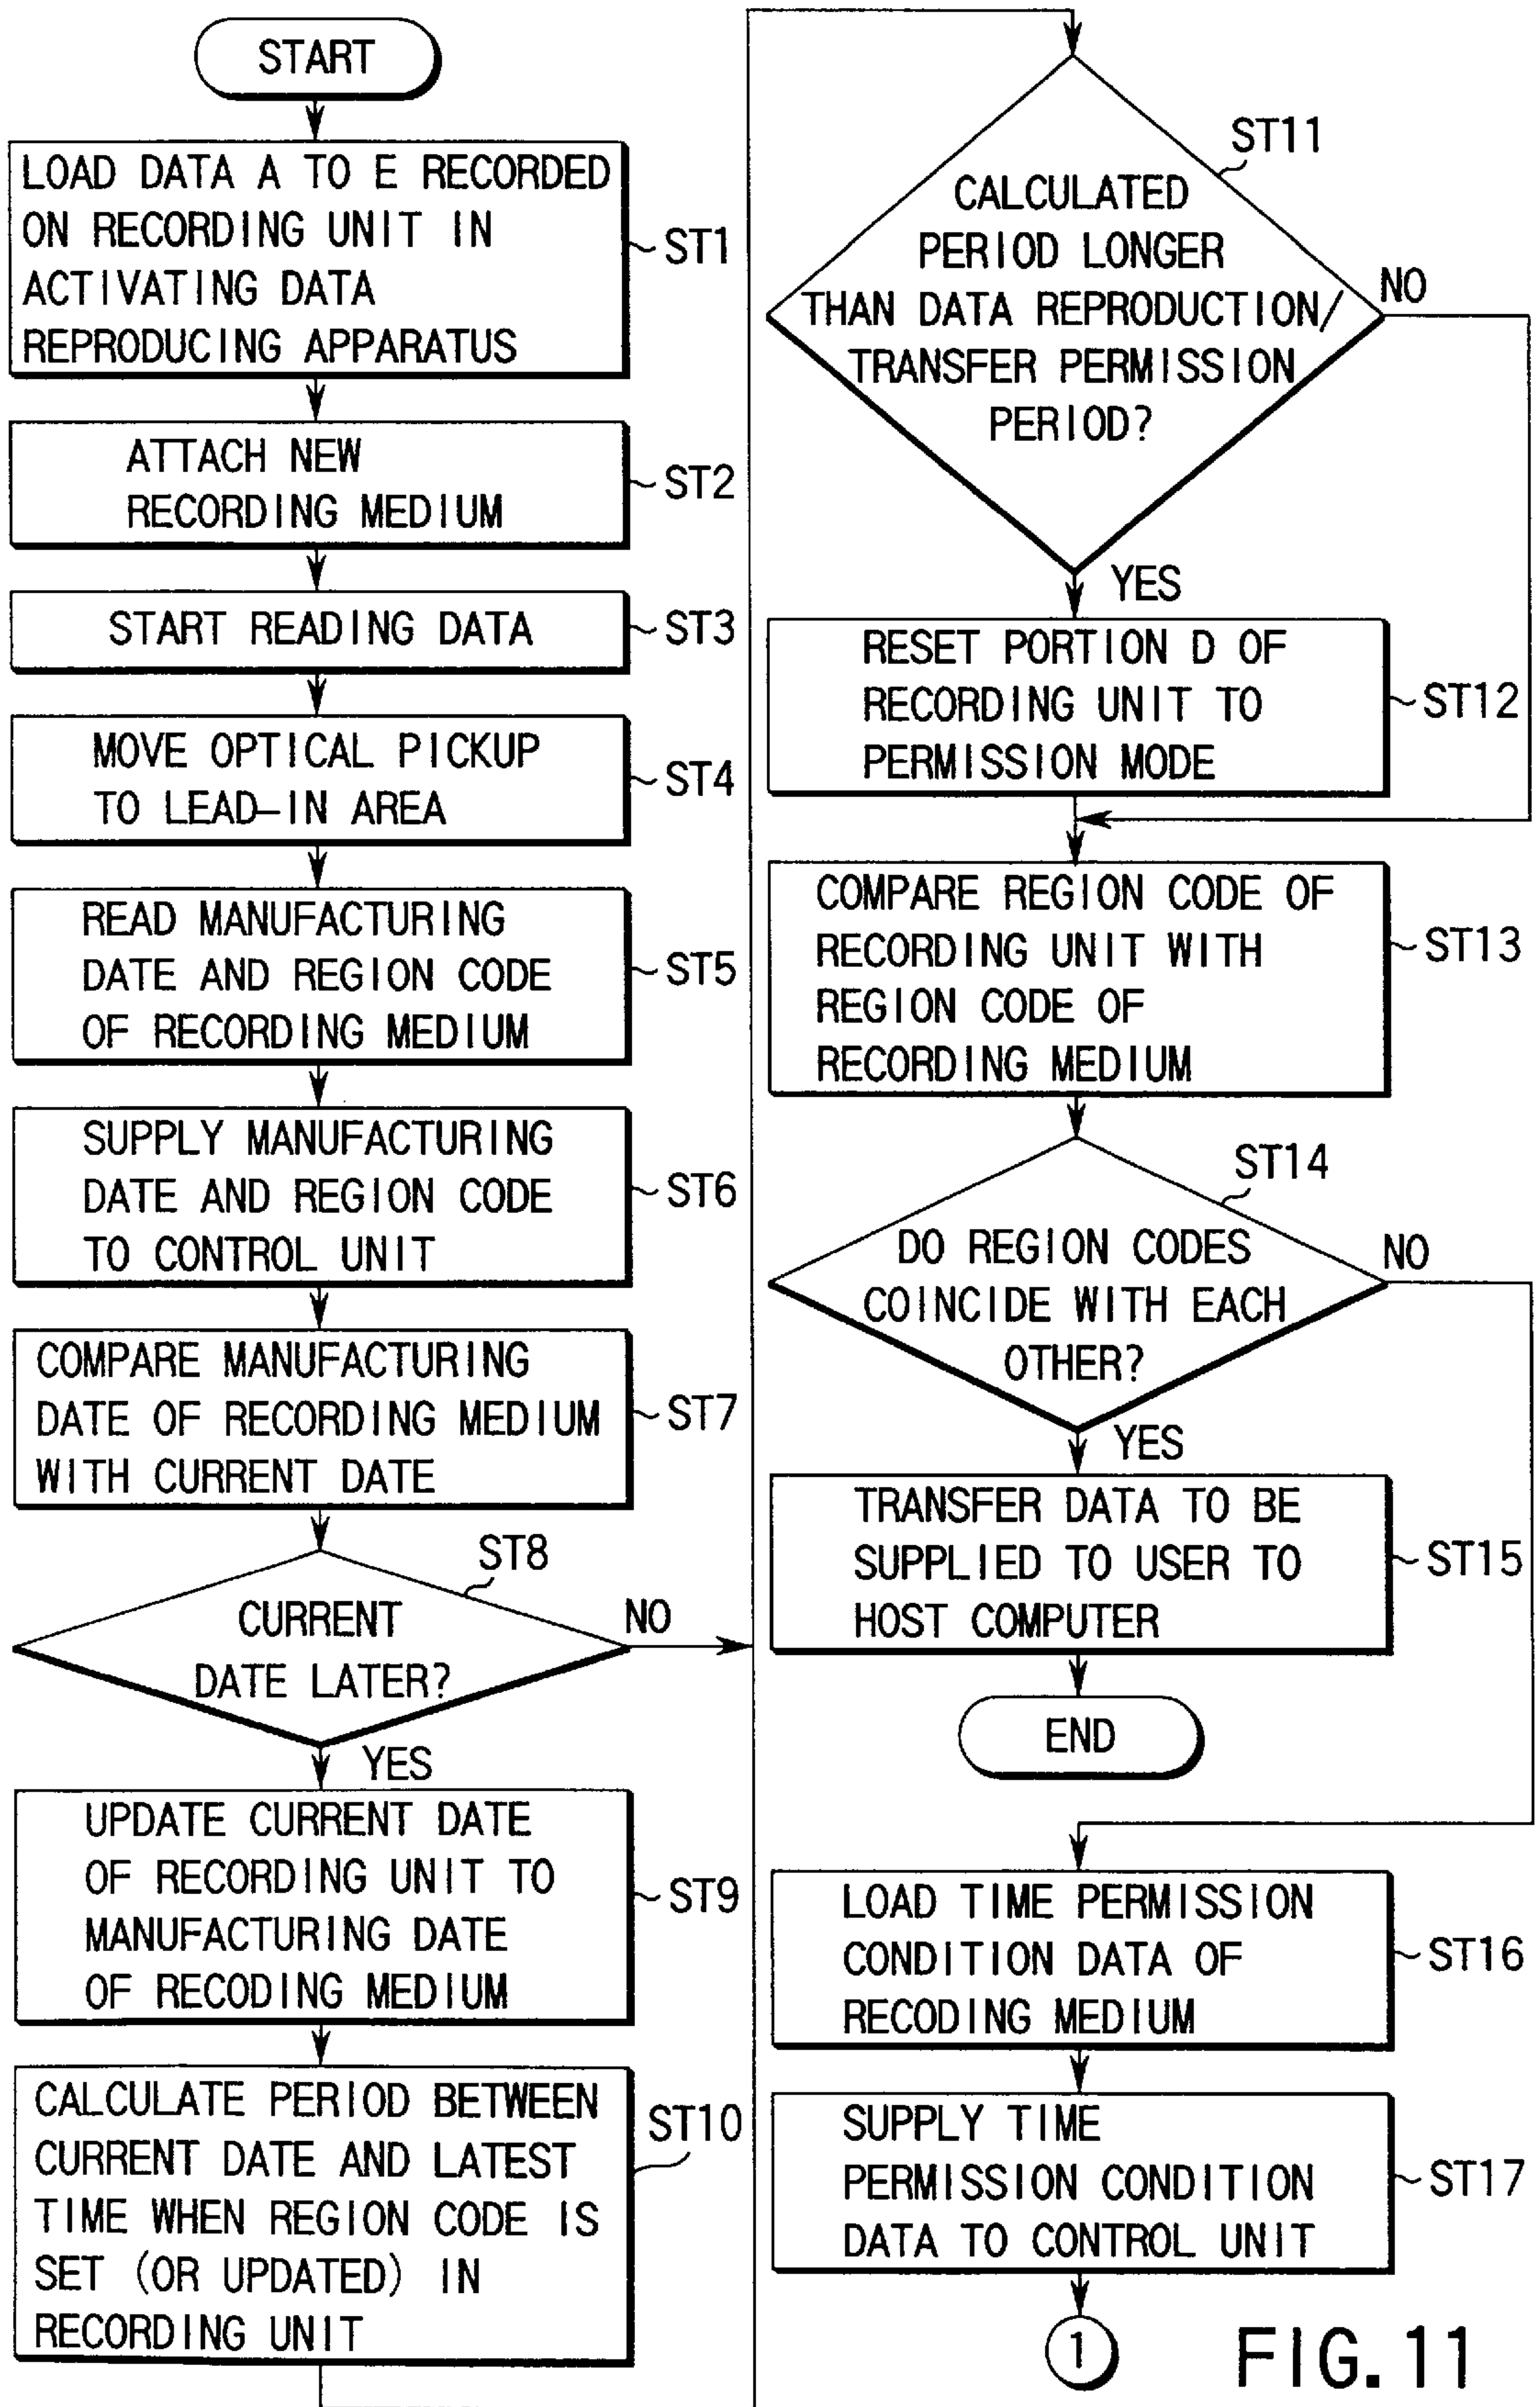 START
LOAD DATA A TO E RECORDED
ON RECORDING UNIT IN
ACTIVATING DATA
REPRODUCING APPARATUS
ST1
ATTACH NEW
RECORDING MEDIUM
ST2
START READING DATA
ST3
MOVE OPTICAL PICKUP
TO LEAD-IN AREA
ST4
READ MANUFACTURING
DATE AND REGION CODE
OF RECORDING MEDIUM
ST5
SUPPLY MANUFACTURING
DATE AND REGION CODE
TO CONTROL UNIT
ST6
COMPARE MANUFACTURING
DATE OF RECORDING MEDIUM
WITH CURRENT DATE
ST7
ST8
CURRENT
DATE LATER?
NO
YES
UPDATE CURRENT DATE
OF RECORDING UNIT TO
MANUFACTURING DATE
OF RECODING MEDIUM
ST9
CALCULATE PERIOD BETWEEN
CURRENT DATE AND LATEST
TIME WHEN REGION CODE IS
SET (OR UPDATED) IN
RECORDING UNIT
ST10
ST11
CALCULATED
PERIOD LONGER
THAN DATA REPRODUCTION/
TRANSFER PERMISSION
PERIOD?
NO
YES
RESET PORTION D OF
RECORDING UNIT TO
PERMISSION MODE
ST12
COMPARE REGION CODE OF
RECORDING UNIT WITH
REGION CODE OF
RECORDING MEDIUM
ST13
ST14
DO REGION CODES
COINCIDE WITH EACH
OTHER?
NO
YES
TRANSFER DATA TO BE
SUPPLIED TO USER TO
HOST COMPUTER
ST15
END
LOAD TIME PERMISSION
CONDITION DATA OF
RECODING MEDIUM
ST16
SUPPLY TIME
PERMISSION CONDITION
DATA TO CONTROL UNIT
ST17
1
FIG. 11